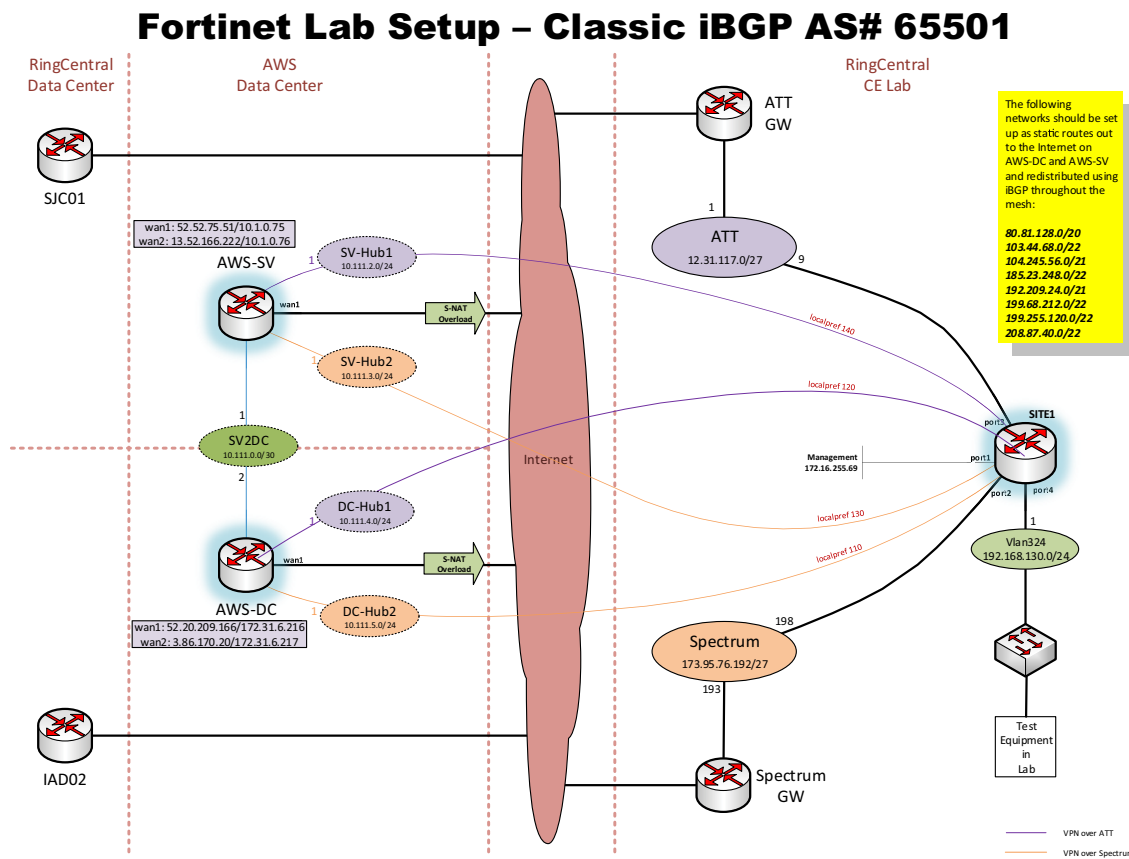 Fortinet Lab Setup – Classic iBGP AS# 65501
RingCentral
Data Center
AWS
Data Center
RingCentral
CE Lab
SJC01
ATT
GW
The following
networks should be set
up as static routes out
to the Internet on
AWS-DC and AWS-SV
and redistributed using
iBGP throughout the
mesh:
80.81.128.0/20
103.44.68.0/22
104.245.56.0/21
185.23.248.0/22
192.209.24.0/21
199.68.212.0/22
199.255.120.0/22
208.87.40.0/22
wan1: 52.52.75.51/10.1.0.75
wan2: 13.52.166.222/10.1.0.76
AWS-SV
1
SV-Hub1
10.111.2.0/24
1
ATT
12.31.117.0/27
9
wan1
S-NAT
Overload
localpref 140
1
SV-Hub2
10.111.3.0/24
localpref 120
1
SV2DC
10.111.0.0/30
2
Internet
SITE1
port3
port1
port2
port4
Management
172.16.255.69
1
DC-Hub1
10.111.4.0/24
localpref 130
localpref 110
1
Vlan324
192.168.130.0/24
wan1
S-NAT
Overload
AWS-DC
wan1: 52.20.209.166/172.31.6.216
wan2: 3.86.170.20/172.31.6.217
1
DC-Hub2
10.111.5.0/24
198
Spectrum
173.95.76.192/27
193
Test
Equipment
in
Lab
IAD02
Spectrum
GW
VPN over ATT
VPN over Spectrum